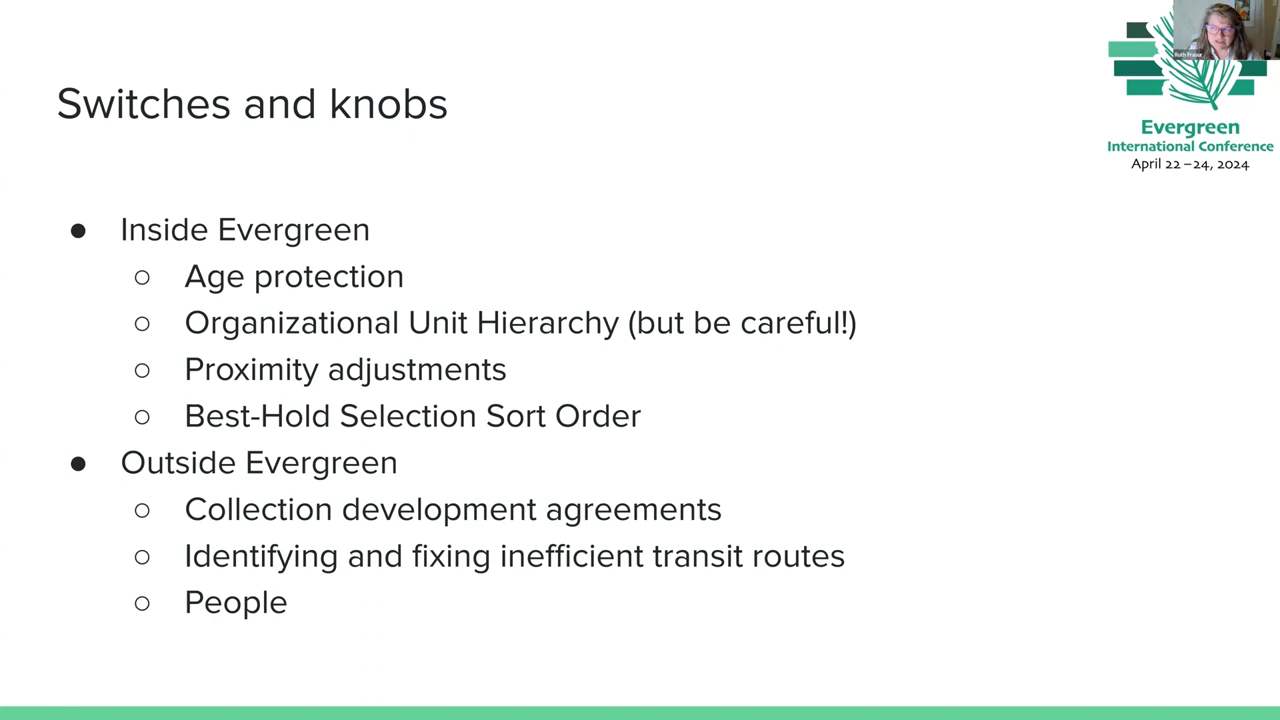 Switches and knobs
Ruth Frasur
Evergreen
International Conference
April 22–24, 2024
● Inside Evergreen
○ Age protection
○ Organizational Unit Hierarchy (but be careful!)
○ Proximity adjustments
○ Best-Hold Selection Sort Order
● Outside Evergreen
○ Collection development agreements
○ Identifying and fixing inefficient transit routes
○ People